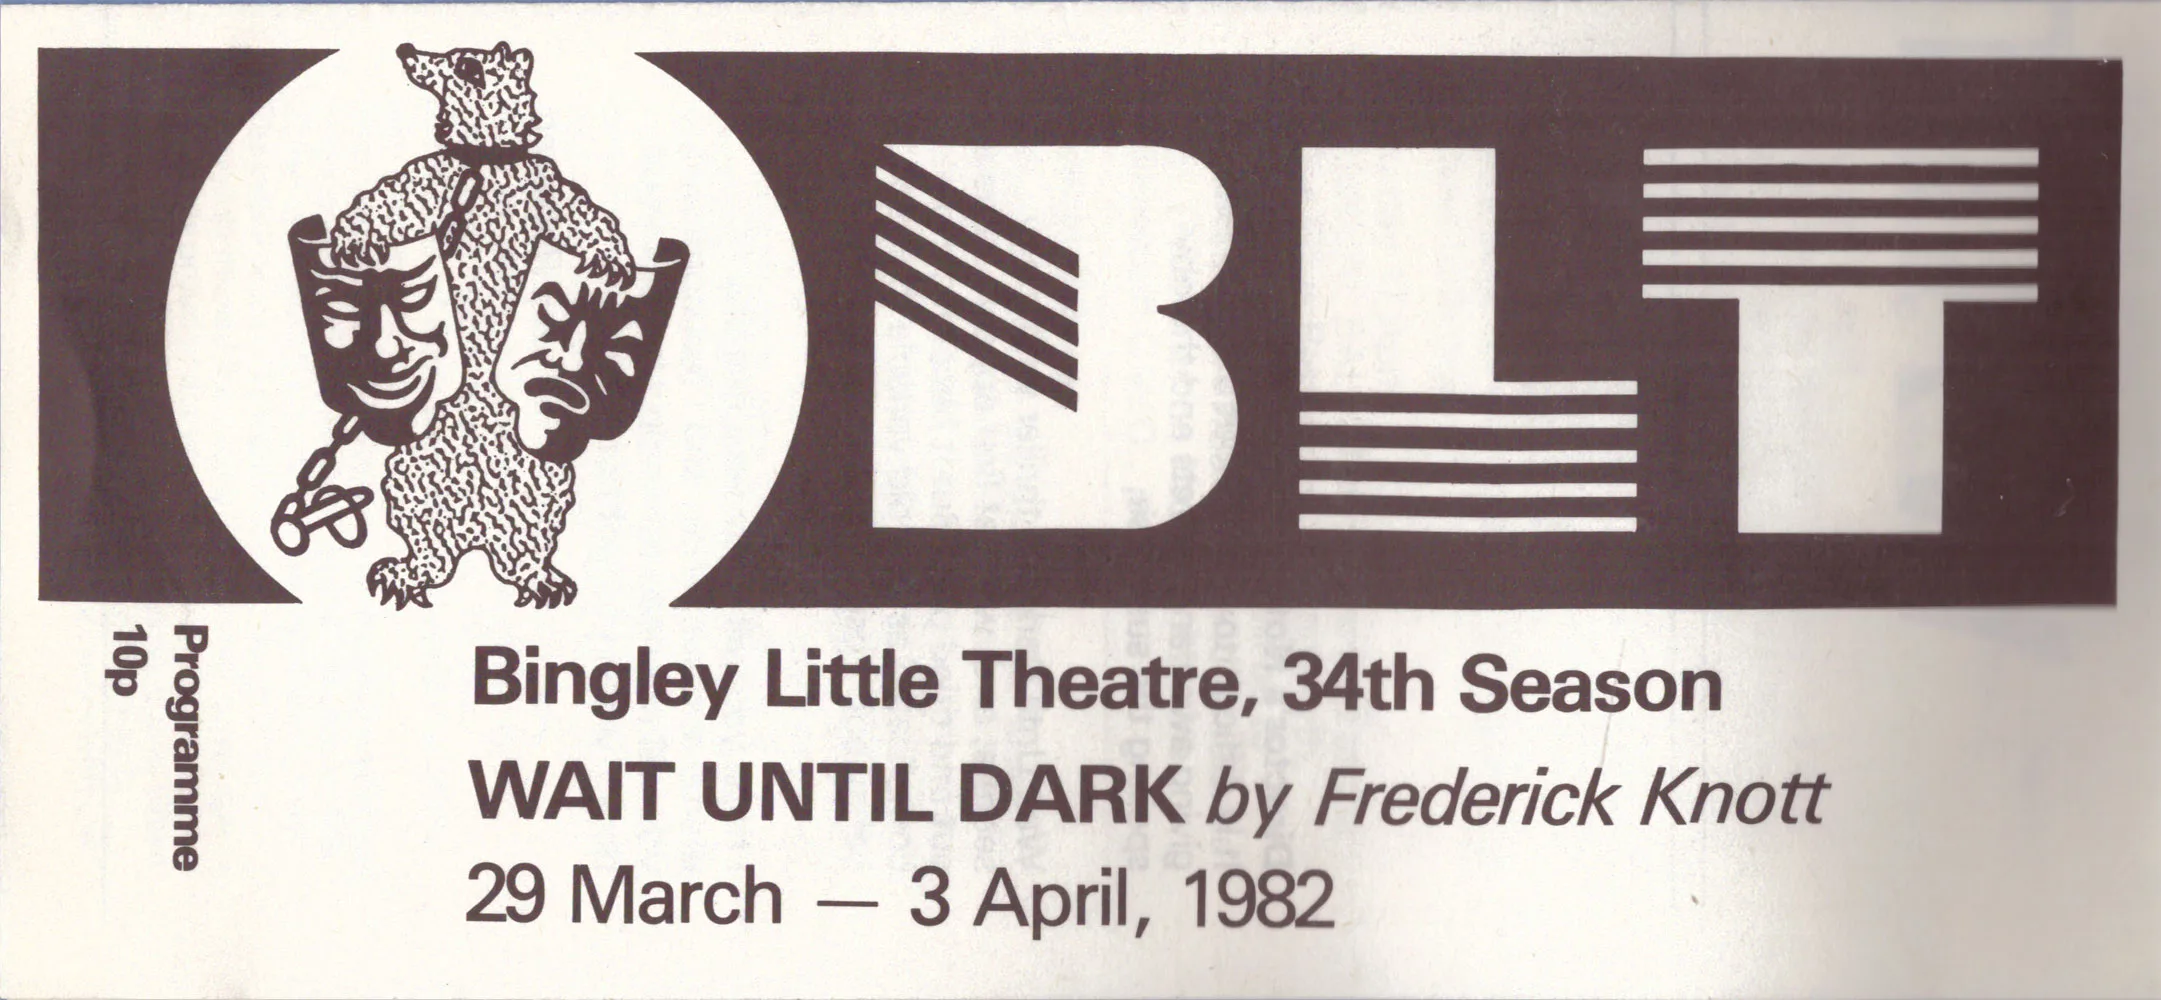 BLT
Programme
10p
Bingley Little Theatre, 34th Season
WAIT UNTIL DARK by Frederick Knott
29 March — 3 April, 1982